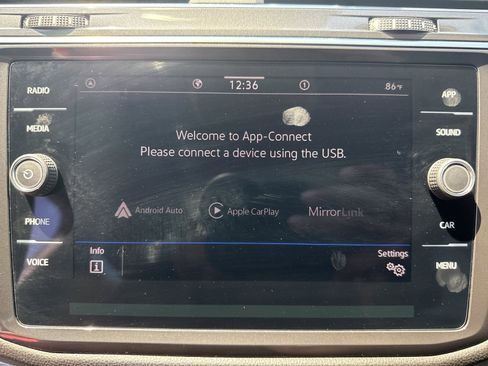 RADIO
MEDIA
PHONE
VOICE
12:36
1
86°F
Welcome to App-Connect
Please connect a device using the USB.
Android Auto
Apple CarPlay
MirrorLink
Info
i
Settings
APP
SOUND
CAR
MENU